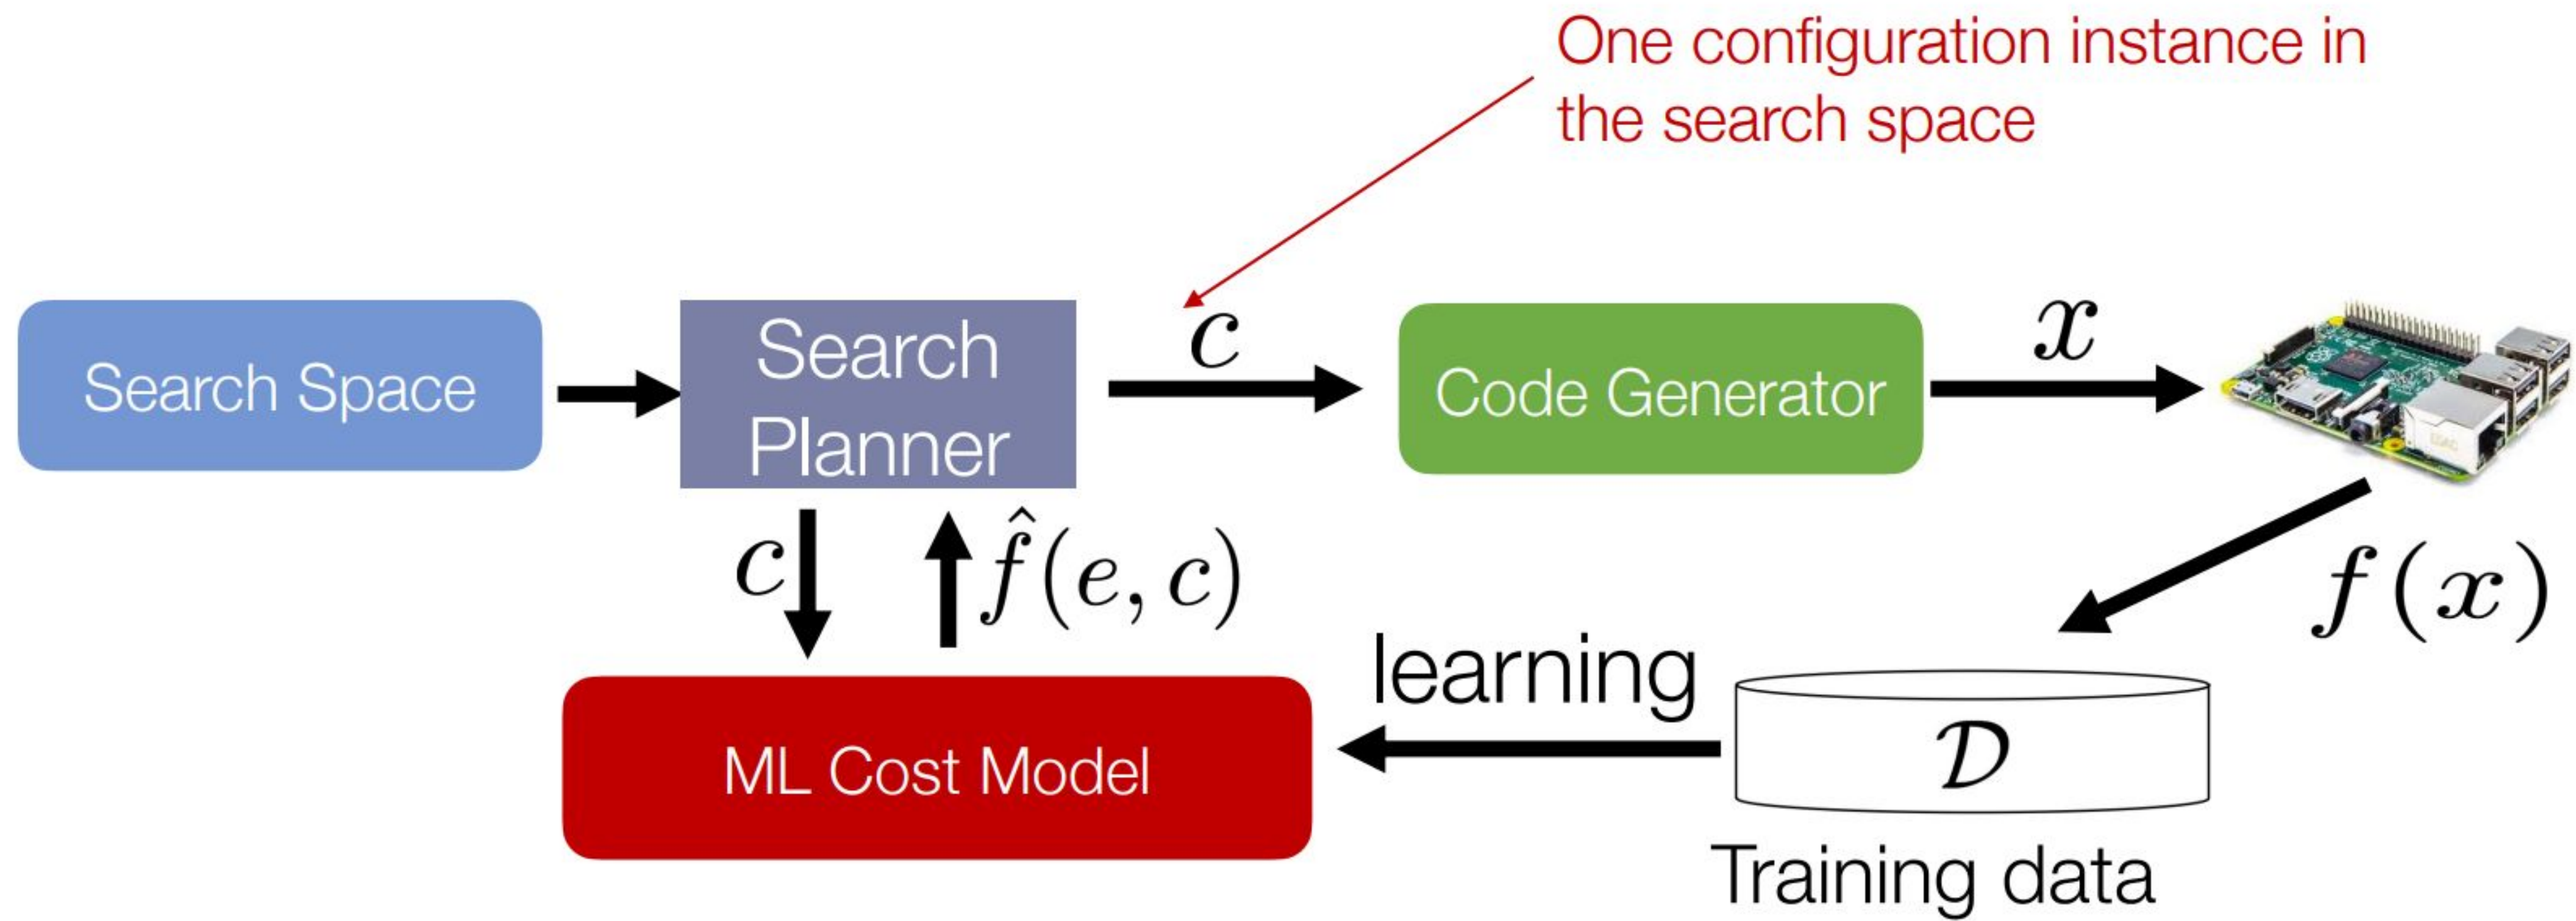 One configuration instance in
the search space
Search Space
Search
Planner
c
Code Generator
x
c
f̂(e, c)
f(x)
learning
ML Cost Model
𝒟
Training data